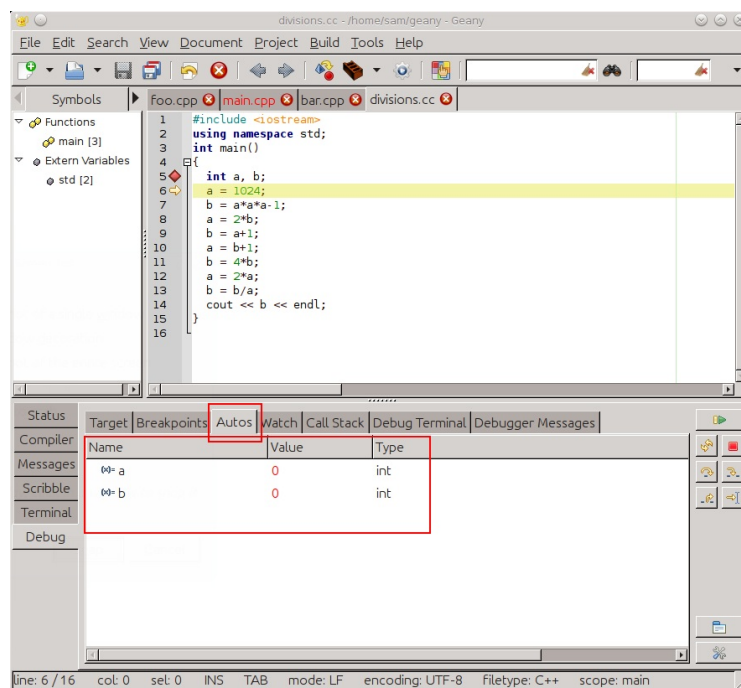 divisions.cc - /home/sam/geany - Geany
File Edit Search View Document Project Build Tools Help
Symbols foo.cpp main.cpp bar.cpp divisions.cc
Functions
main [3]
Extern Variables
std [2]
1 #include <iostream>
2 using namespace std;
3 int main()
4 {
5 int a, b;
6 a = 1024;
7 b = a*a*a-1;
8 a = 2*b;
9 b = a+1;
10 a = b+1;
11 b = 4*b;
12 a = 2*a;
13 b = b/a;
14 cout << b << endl;
15 }
16
Status
Compiler
Messages
Scribble
Terminal
Debug
Target Breakpoints Autos Watch Call Stack Debug Terminal Debugger Messages
Name Value Type
(x)= a 0 int
(x)= b 0 int
line: 6 / 16 col: 0 sel: 0 INS TAB mode: LF encoding: UTF-8 filetype: C++ scope: main